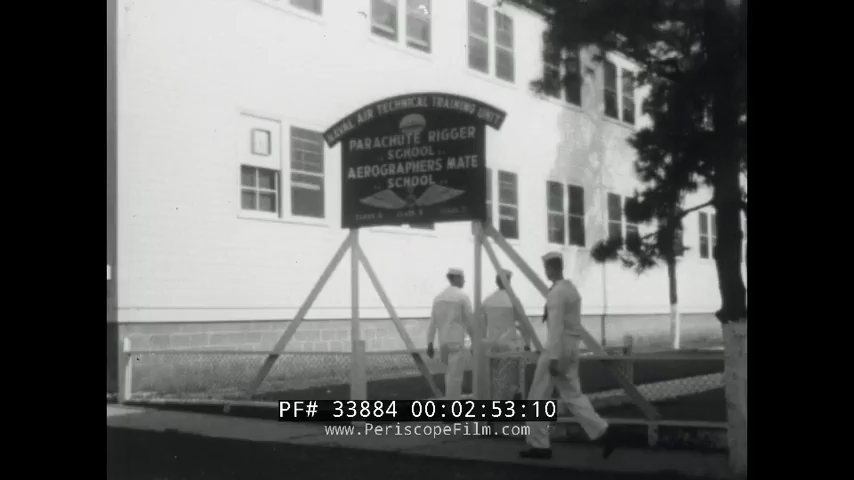 NAVAL AIR TECHNICAL TRAINING UNIT
PARACHUTE RIGGER
SCHOOL
AEROGRAPHERS MATE
SCHOOL
PF# 33884 00:02:53:10
www.PeriscopeFilm.com